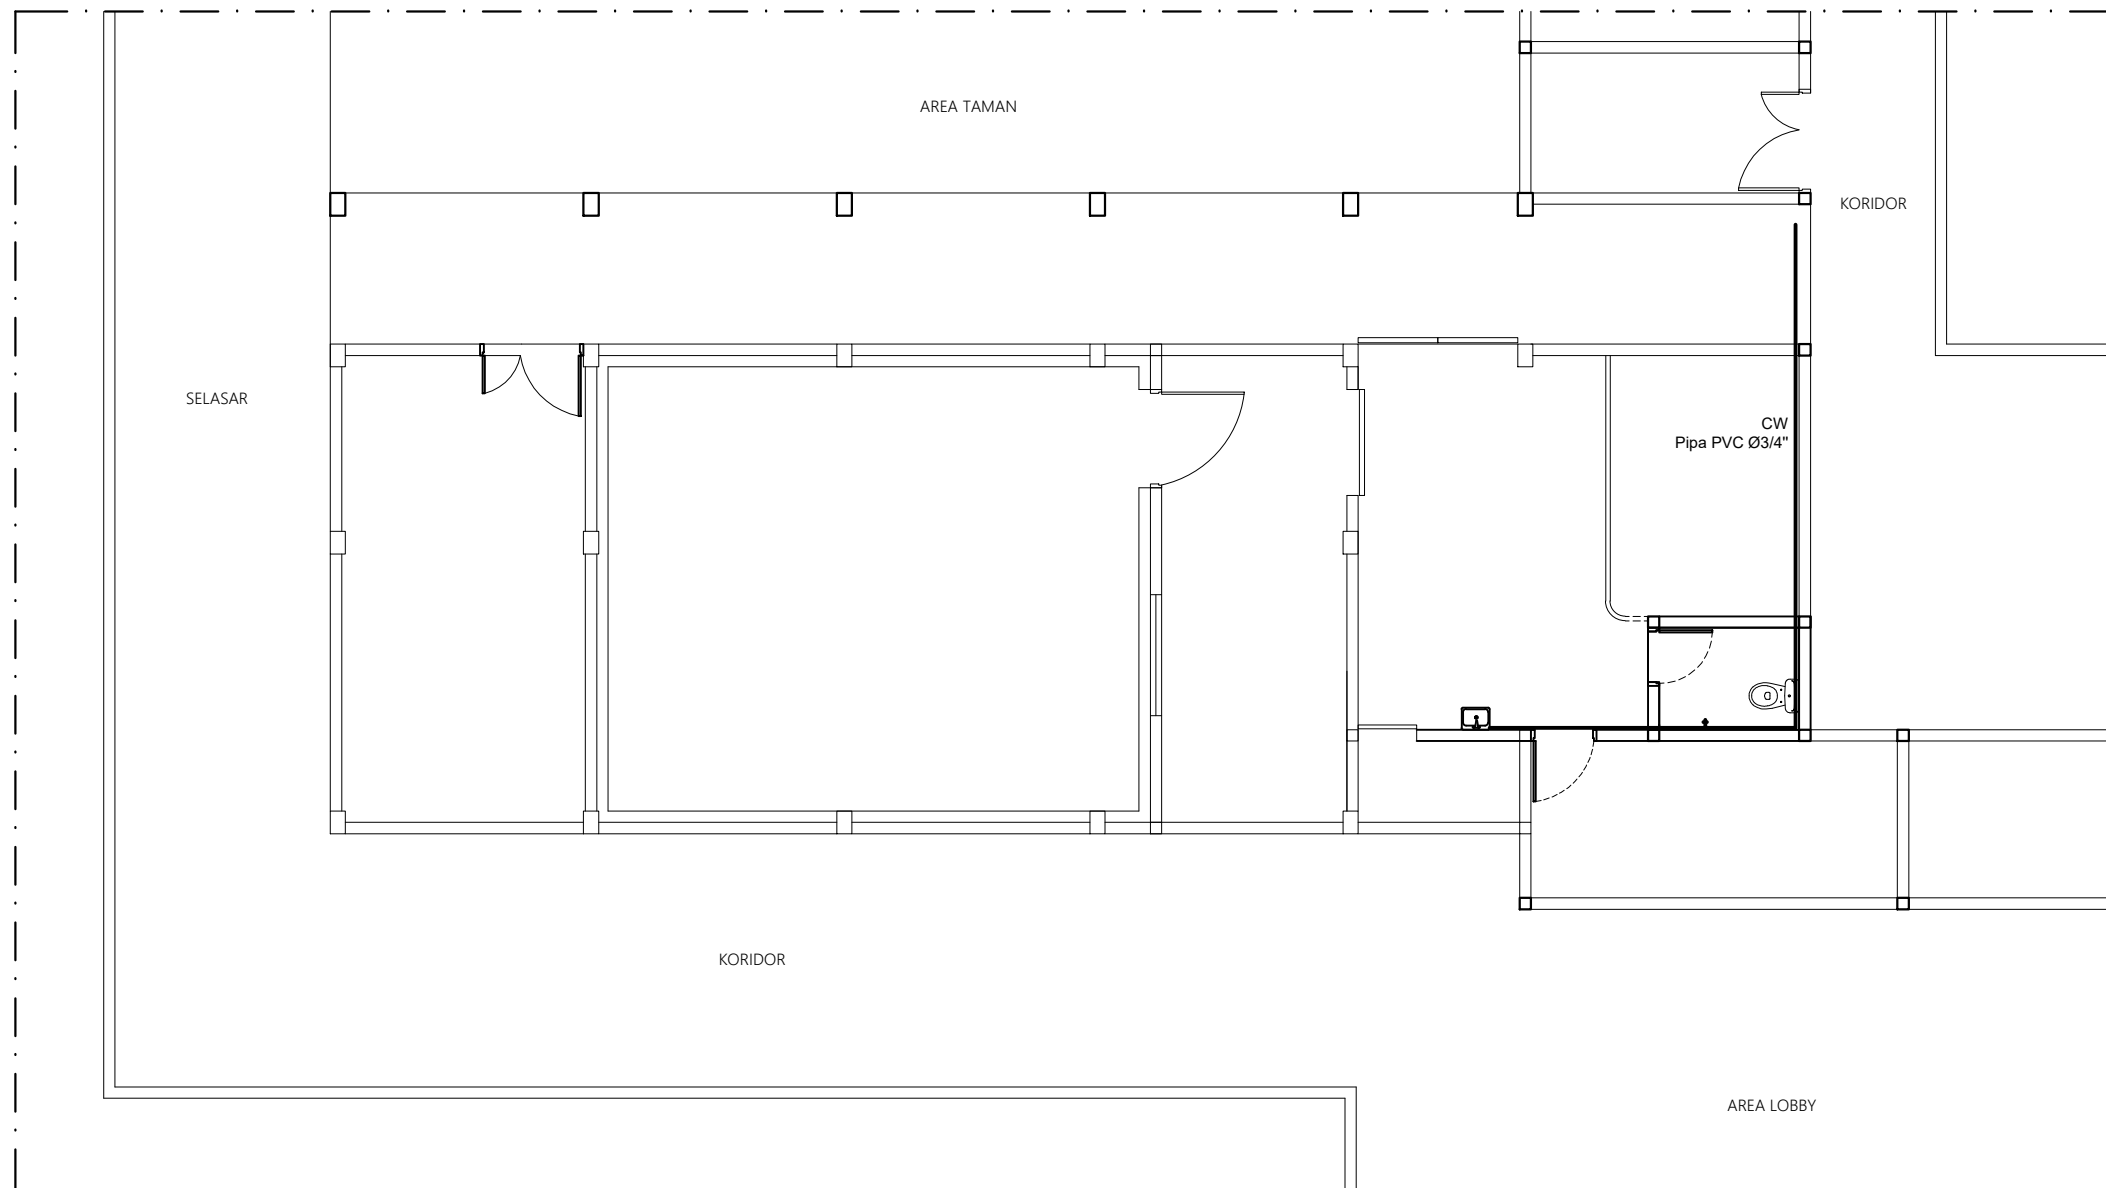 AREA TAMAN
KORIDOR
SELASAR
CW
Pipa PVC Ø3/4"
KORIDOR
AREA LOBBY